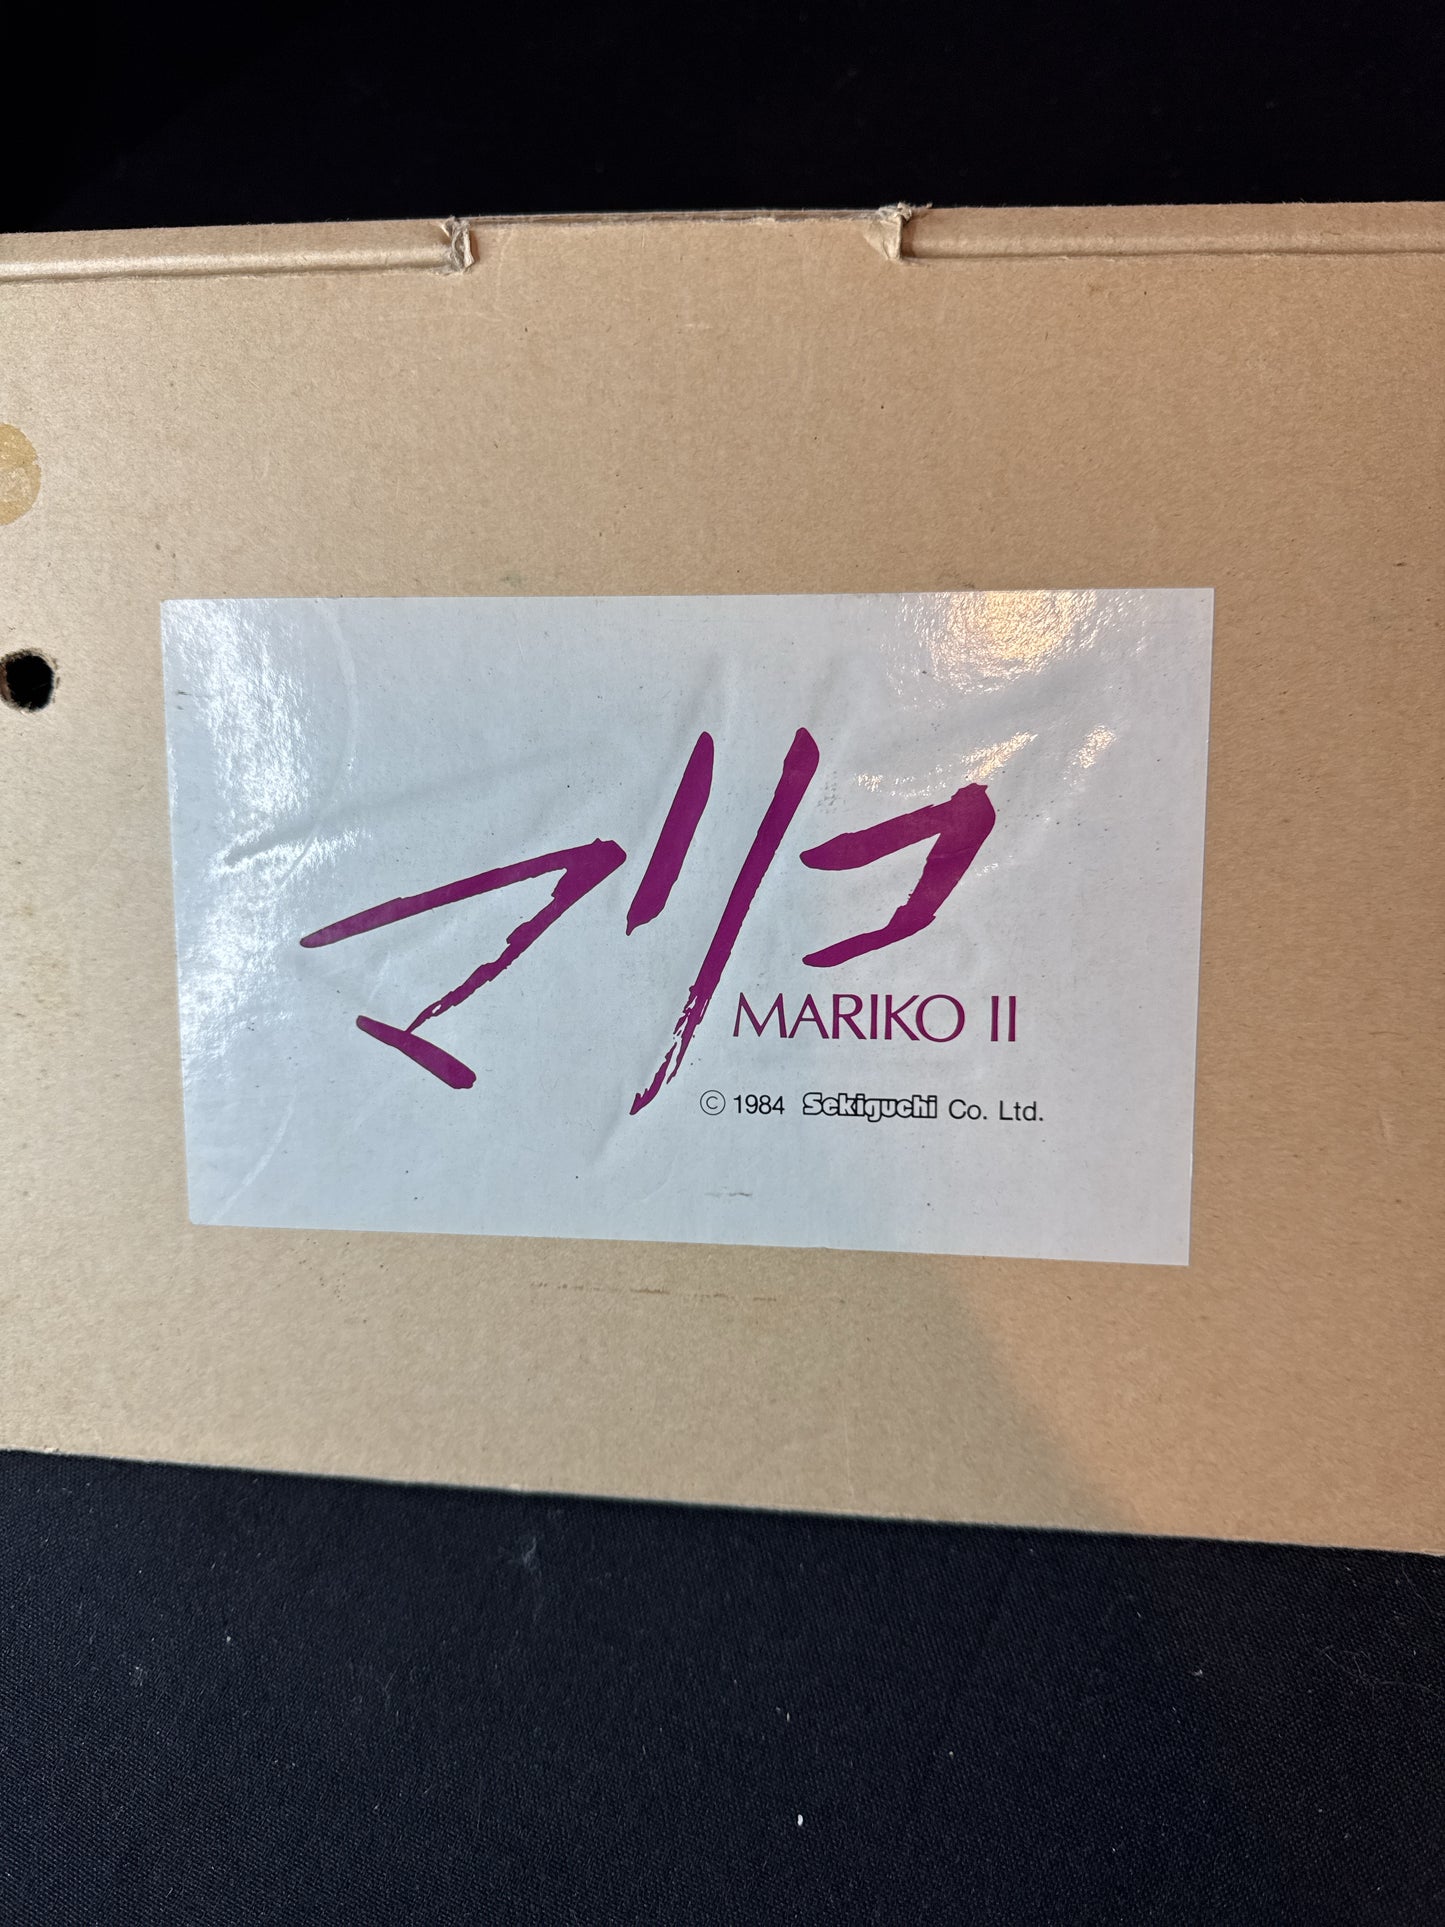 マリコ
MARIKO II
© 1984 Sekiguchi Co. Ltd.